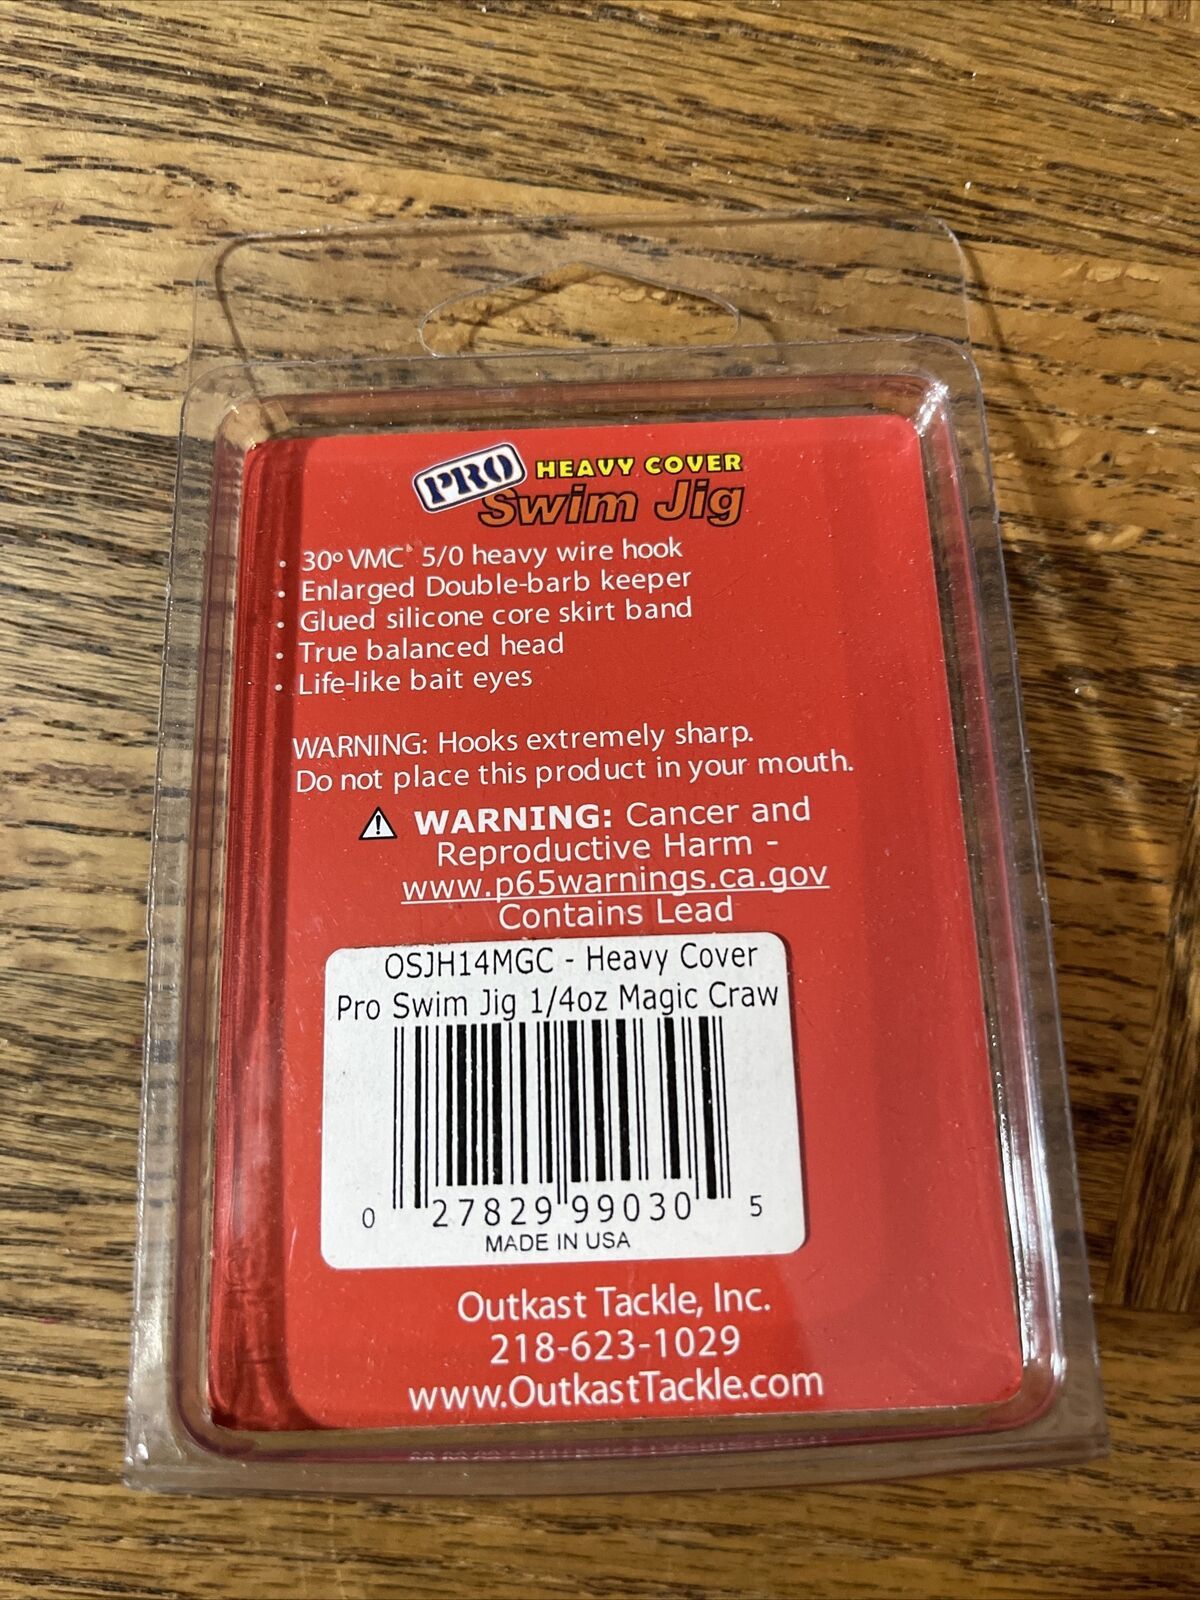 PRO HEAVY COVER
Swim Jig
• 30º VMC® 5/0 heavy wire hook
• Enlarged Double-barb keeper
• Glued silicone core skirt band
• True balanced head
• Life-like bait eyes
WARNING: Hooks extremely sharp.
Do not place this product in your mouth.
WARNING: Cancer and
Reproductive Harm -
www.p65warnings.ca.gov
Contains Lead
OSJH14MGC - Heavy Cover
Pro Swim Jig 1/4oz Magic Craw
0 27829 99030 5
MADE IN USA
Outkast Tackle, Inc.
218-623-1029
www.OutkastTackle.com